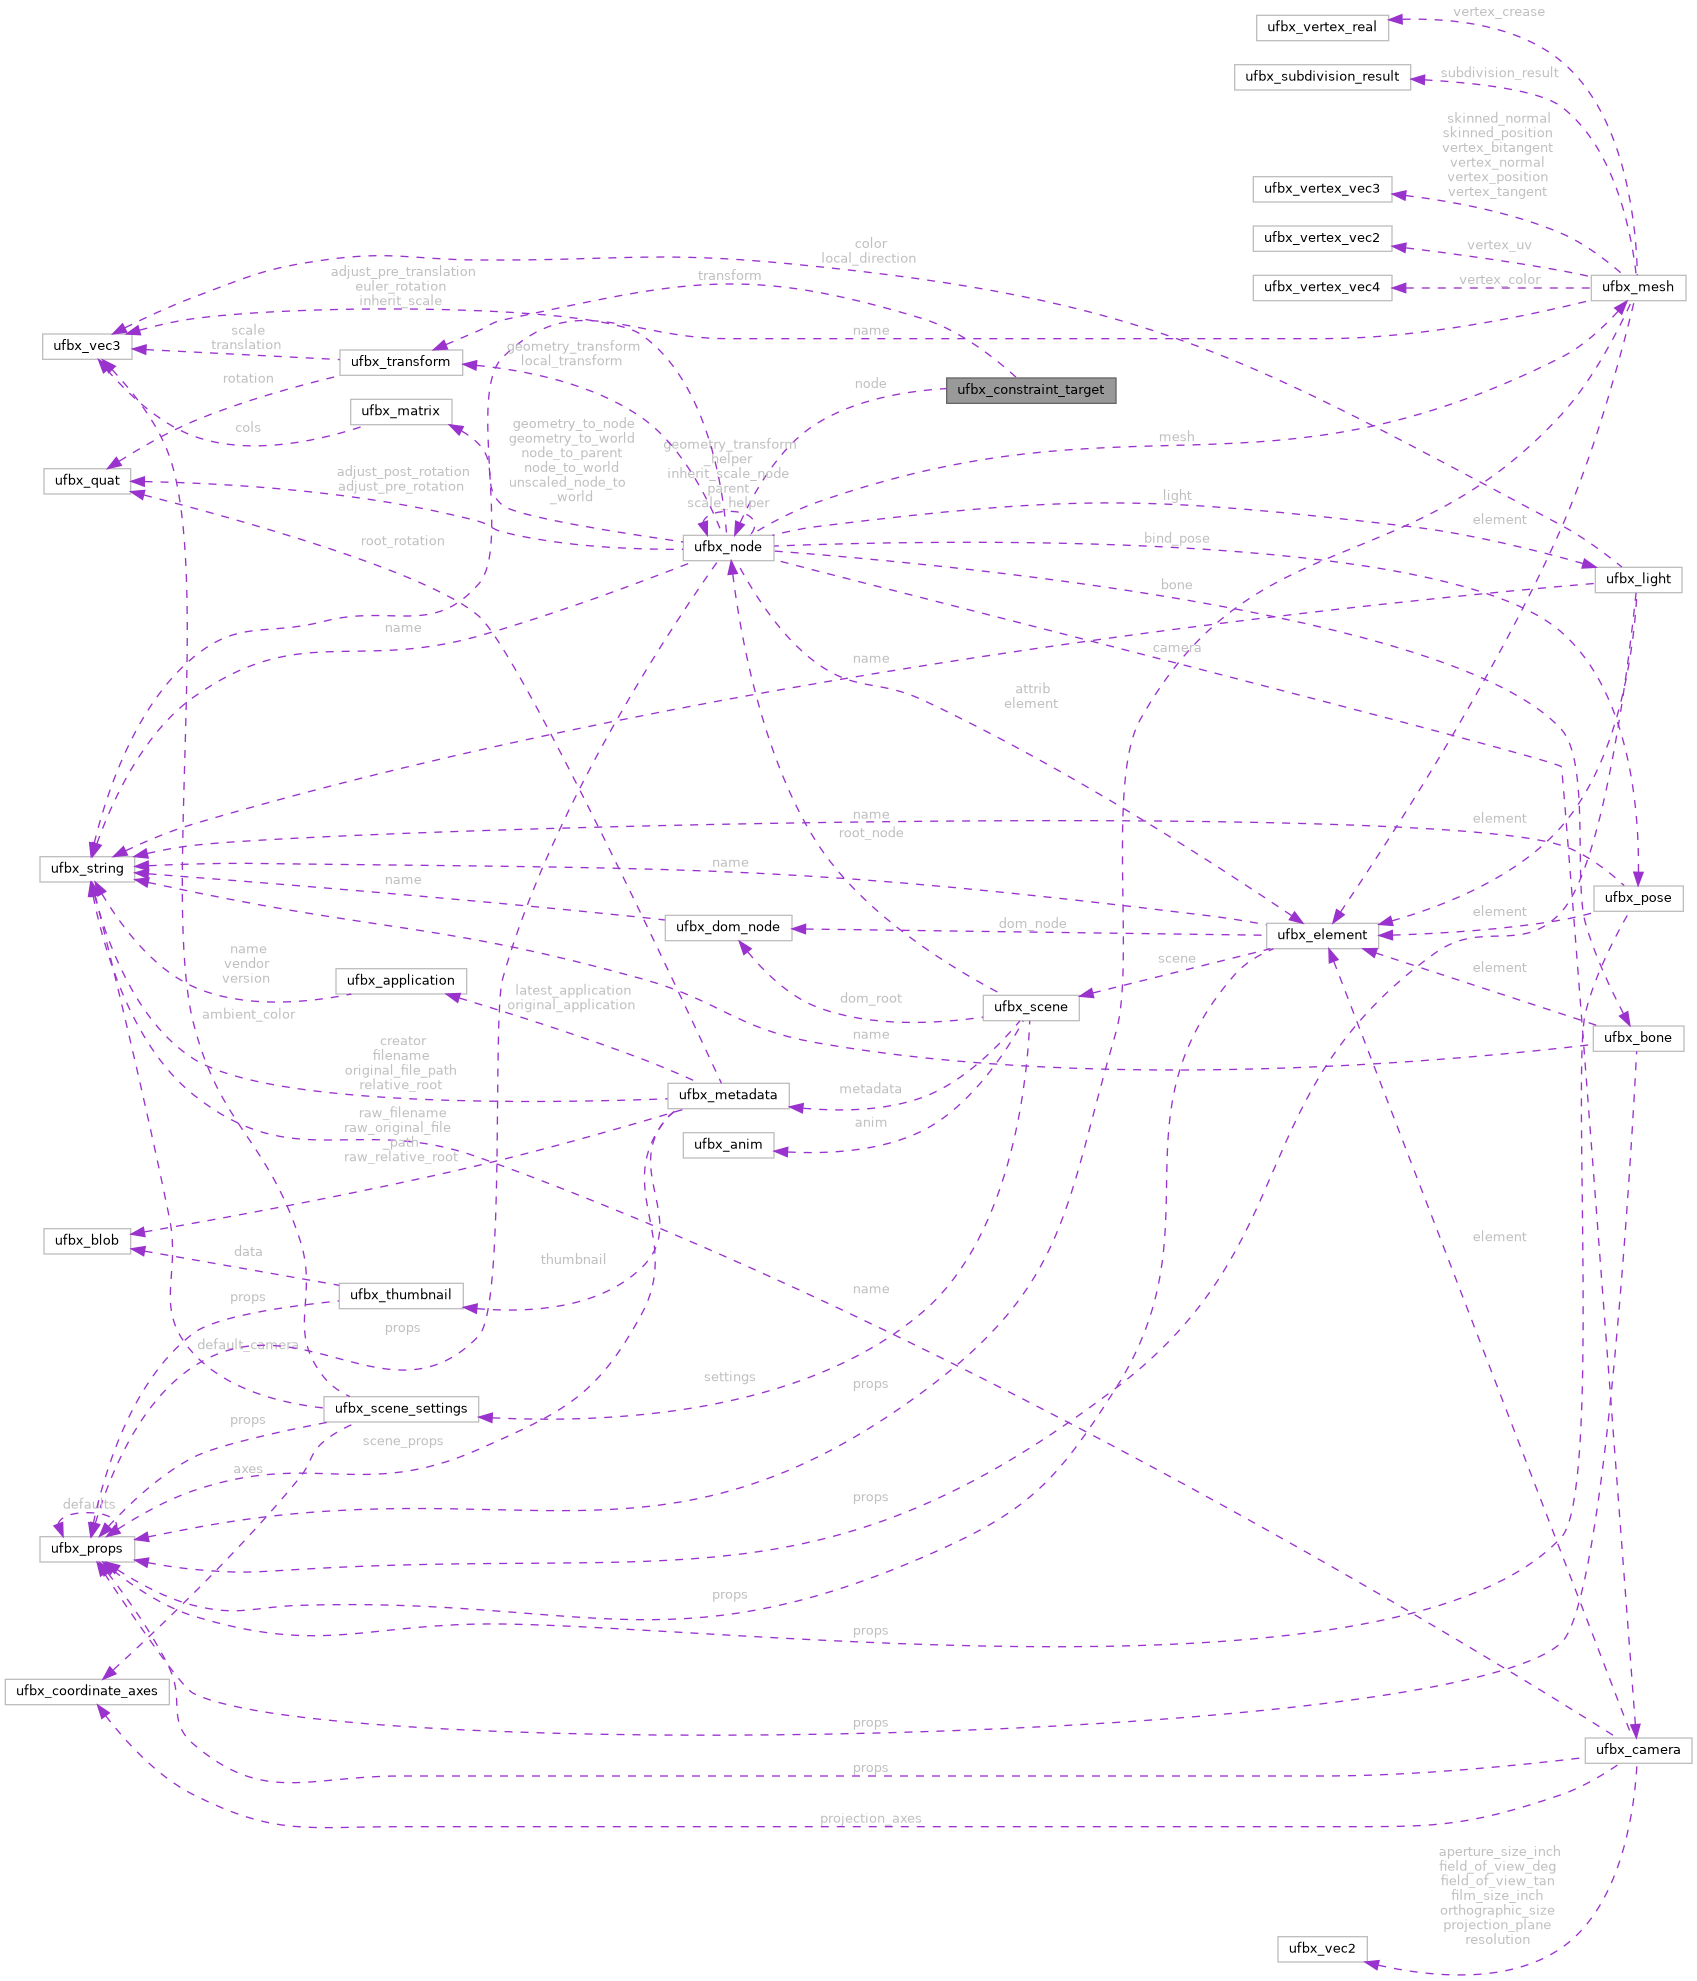 vertex_crease
ufbx_vertex_real
subdivision_result
ufbx_subdivision_result
skinned_normal
skinned_position
vertex_bitangent
vertex_normal
vertex_position
vertex_tangent
ufbx_vertex_vec3
ufbx_vertex_vec2
vertex_uv
color
local_direction
adjust_pre_translation
euler_rotation
inherit_scale
transform
vertex_color
ufbx_vertex_vec4
ufbx_mesh
scale
translation
name
ufbx_vec3
geometry_transform
local_transform
ufbx_transform
rotation
node
ufbx_constraint_target
ufbx_matrix
cols
geometry_to_node
geometry_to_world
node_to_parent
node_to_world
unscaled_node_to
_world
geometry_transform
_helper
inherit_scale_node
parent
scale_helper
mesh
adjust_post_rotation
adjust_pre_rotation
ufbx_quat
light
element
root_rotation
bind_pose
ufbx_node
bone
ufbx_light
name
camera
name
attrib
element
name
root_node
element
name
ufbx_string
name
ufbx_pose
element
ufbx_dom_node
dom_node
ufbx_element
name
vendor
version
scene
element
ufbx_application
latest_application
original_application
dom_root
ufbx_scene
ambient_color
name
ufbx_bone
creator
filename
original_file_path
relative_root
metadata
ufbx_metadata
raw_filename
raw_original_file
_path
raw_relative_root
anim
ufbx_anim
ufbx_blob
data
thumbnail
element
props
ufbx_thumbnail
name
default_camera
props
settings
props
ufbx_scene_settings
props
scene_props
axes
defaults
props
ufbx_props
props
props
ufbx_coordinate_axes
props
ufbx_camera
props
projection_axes
aperture_size_inch
field_of_view_deg
field_of_view_tan
film_size_inch
orthographic_size
projection_plane
resolution
ufbx_vec2